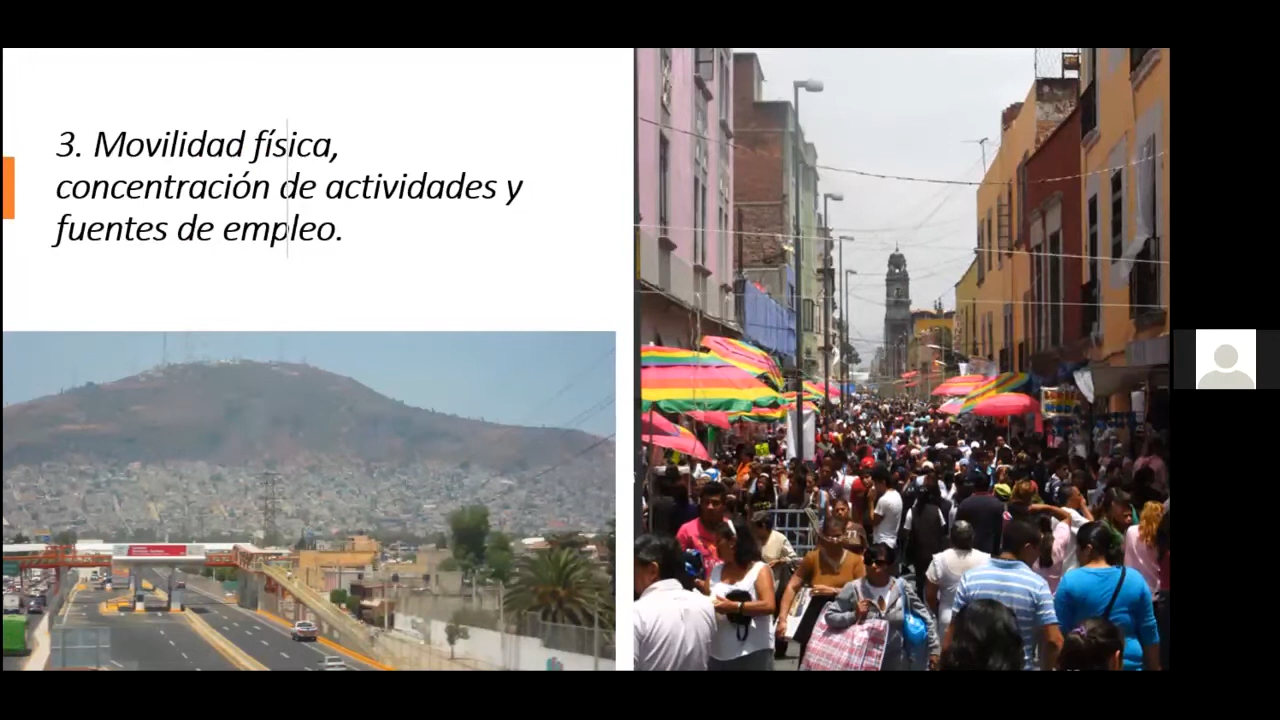 3. Movilidad física,
concentración de actividades y
fuentes de empleo.